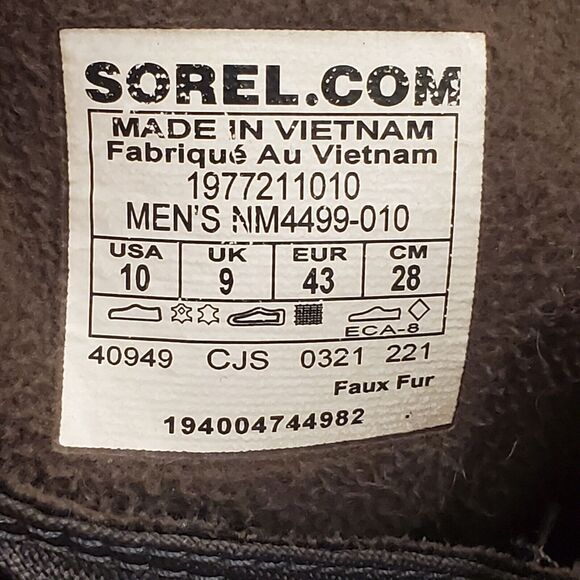 SOREL.COM
MADE IN VIETNAM
Fabriqué Au Vietnam
1977211010
MEN'S NM4499-010
USA UK EUR CM
10 9 43 28
ECA-8
40949 CJS 0321 221
Faux Fur
194004744982